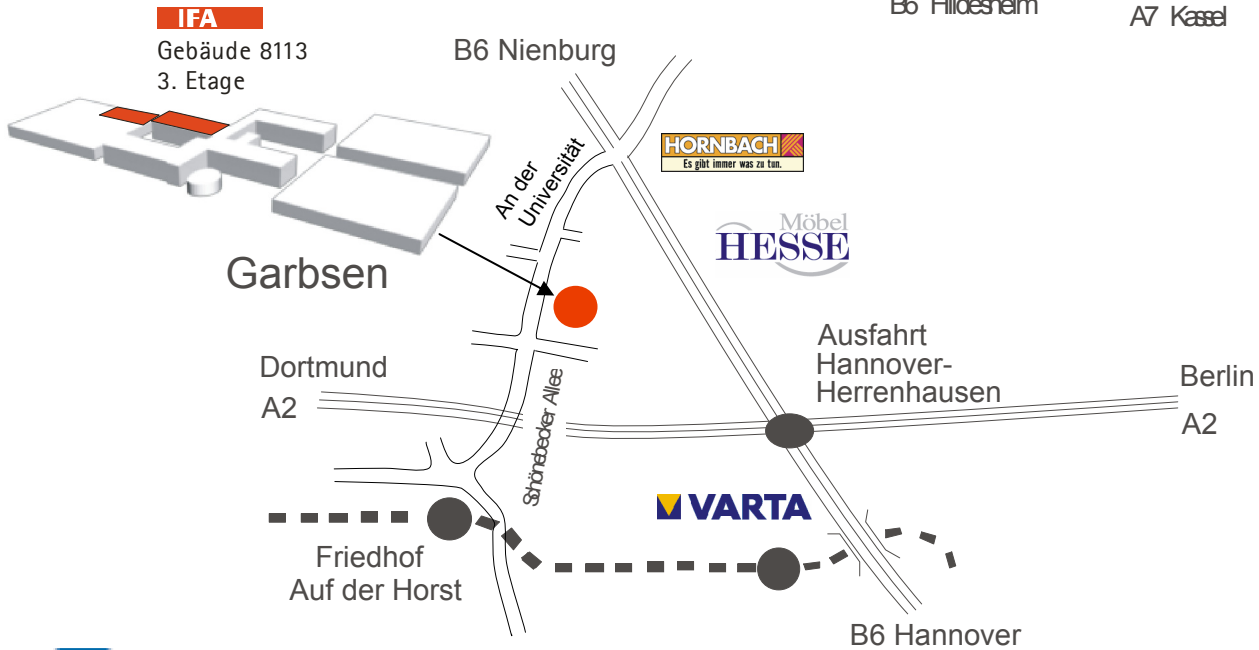 B6 Hildesheim
A7 Kassel
IFA
Gebäude 8113
3. Etage
B6 Nienburg
HORNBACH
Es gibt immer was zu tun.
An der
Universität
Möbel
HESSE
Garbsen
Ausfahrt
Hannover-
Herrenhausen
Dortmund
A2
Berlin
A2
Schönebecker Allee
VARTA
Friedhof
Auf der Horst
B6 Hannover